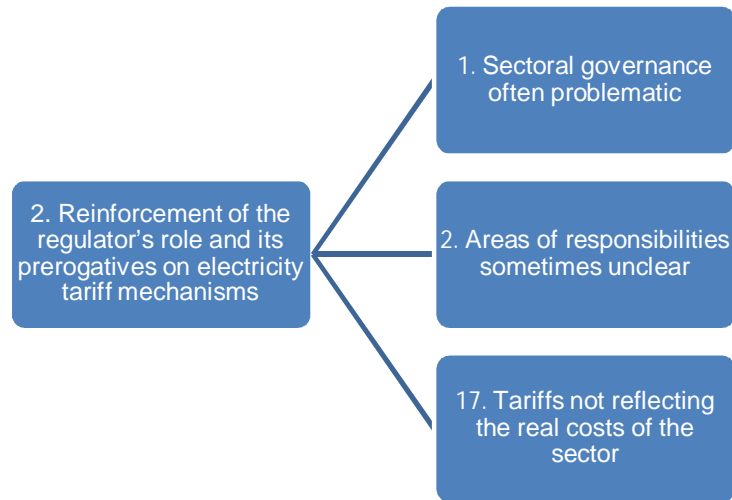 1. Sectoral governance
often problematic
2. Reinforcement of the
regulator's role and its
prerogatives on electricity
tariff mechanisms
2. Areas of responsibilities
sometimes unclear
17. Tariffs not reflecting
the real costs of the
sector